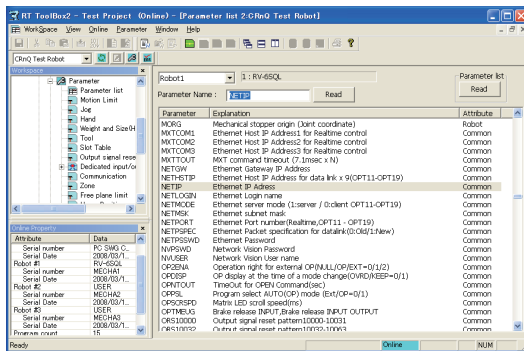 RT ToolBox2 - Test Project (Online) - [Parameter list 2:CRnQ Test Robot]
WorkSpace View Online Parameter Window Help
CRnQ Test Robot
Workspace
Parameter
Parameter list
Motion Limit
Jog
Hand
Weight and Size(H
Tool
Slot Table
Output signal rese
Dedicated input/o
Communication
Zone
Free plane limit
Online Property
Attribute Data
Serial number PC SWG C...
Serial Date 2008/03/1...
Robot #1 RV-6SQL
Serial number MECHA1
Serial Date 2008/03/1...
Robot #2 USER
Serial number MECHA2
Serial Date 2008/03/1...
Robot #3 USER
Serial number MECHA3
Serial Date 2008/03/1...
Program count 15
Robot1 1 : RV-6SQL
Parameter list
Read
Parameter Name : NETIP Read
Parameter Explanation Attribute
MORG Mechanical stopper origin (Joint coordinate) Robot
MXTCOM1 Ethernet Host IP Address1 for Realtime control Common
MXTCOM2 Ethernet Host IP Address2 for Realtime control Common
MXTCOM3 Ethernet Host IP Address3 for Realtime control Common
MXTTOUT MXT command timeout (7.1msec x N) Common
NETGW Ethernet Gateway IP Address Common
NETHSTIP Ethernet Host IP Address for data link x 9(OPT11-OPT19) Common
NETIP Ethernet IP Adress Common
NETLOGIN Ethernet Login name Common
NETMODE Ethernet server mode (1:server / 0:client OPT11-OPT19) Common
NETMSK Ethernet subnet mask Common
NETPORT Ethernet Port number(Realtime,OPT11 - OPT19) Common
NETPSPEC Ethernet Packet specification for datalink(0:Old/1:New) Common
NETPSSWD Ethernet Password Common
NVPSWD Network Vision Password Common
NVUSER Network Vision User name Common
OP2ENA Operation right for external OP(NULL/OP/EXT=0/1/2) Common
OPDISP OP display at the time of a mode change(OVRD/KEEP=0/1) Common
OPNTOUT TimeOut for OPEN Command(sec) Common
OPPSL Program select AUTO(OP) mode (Ext/OP=0/1) Common
OPSCRSPD Matrix LED scroll speed(ms) Common
OPTMEUG Brake release INPUT,Brake release INPUT OUTPUT Common
ORS10000 Output signal reset pattern10000-10031 Common
ORS10032 Output signal reset pattern10032-10063 Common
Ready Online NUM